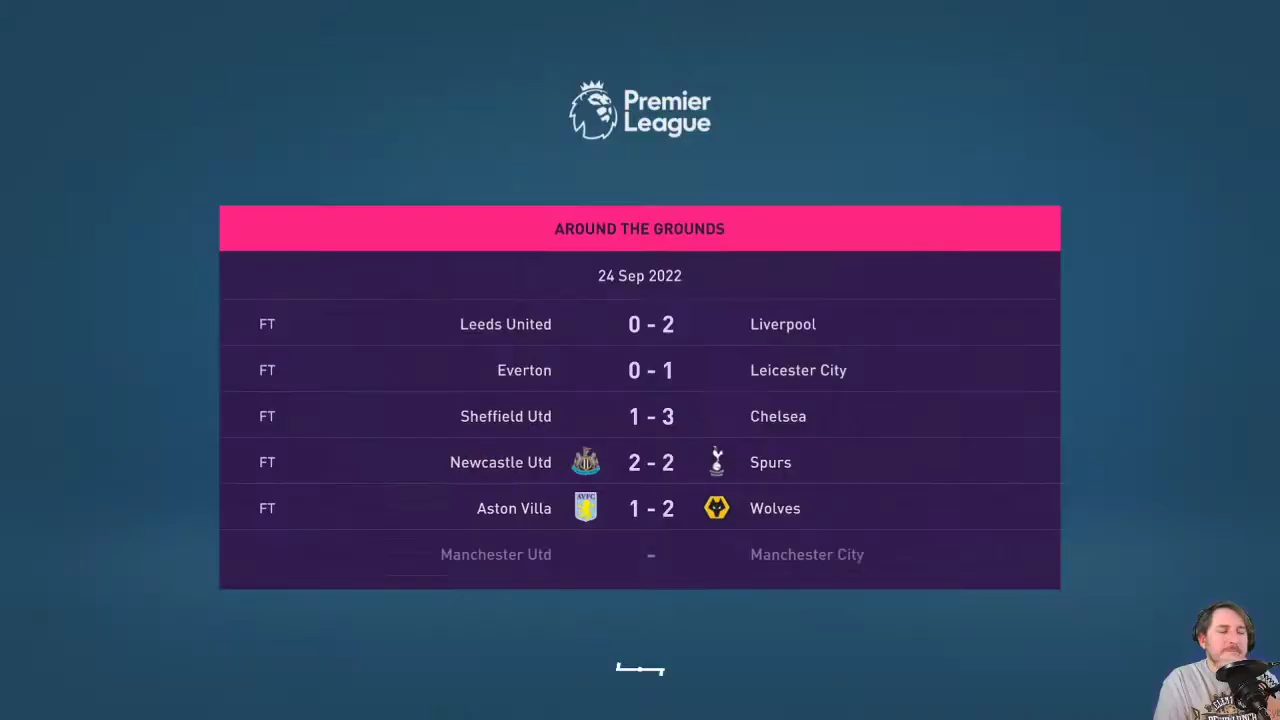 Premier
League
AROUND THE GROUNDS
24 Sep 2022
FT Leeds United 0 - 2 Liverpool
FT Everton 0 - 1 Leicester City
FT Sheffield Utd 1 - 3 Chelsea
FT Newcastle Utd 2 - 2 Spurs
FT Aston Villa 1 - 2 Wolves
Manchester Utd - Manchester City
AVFC